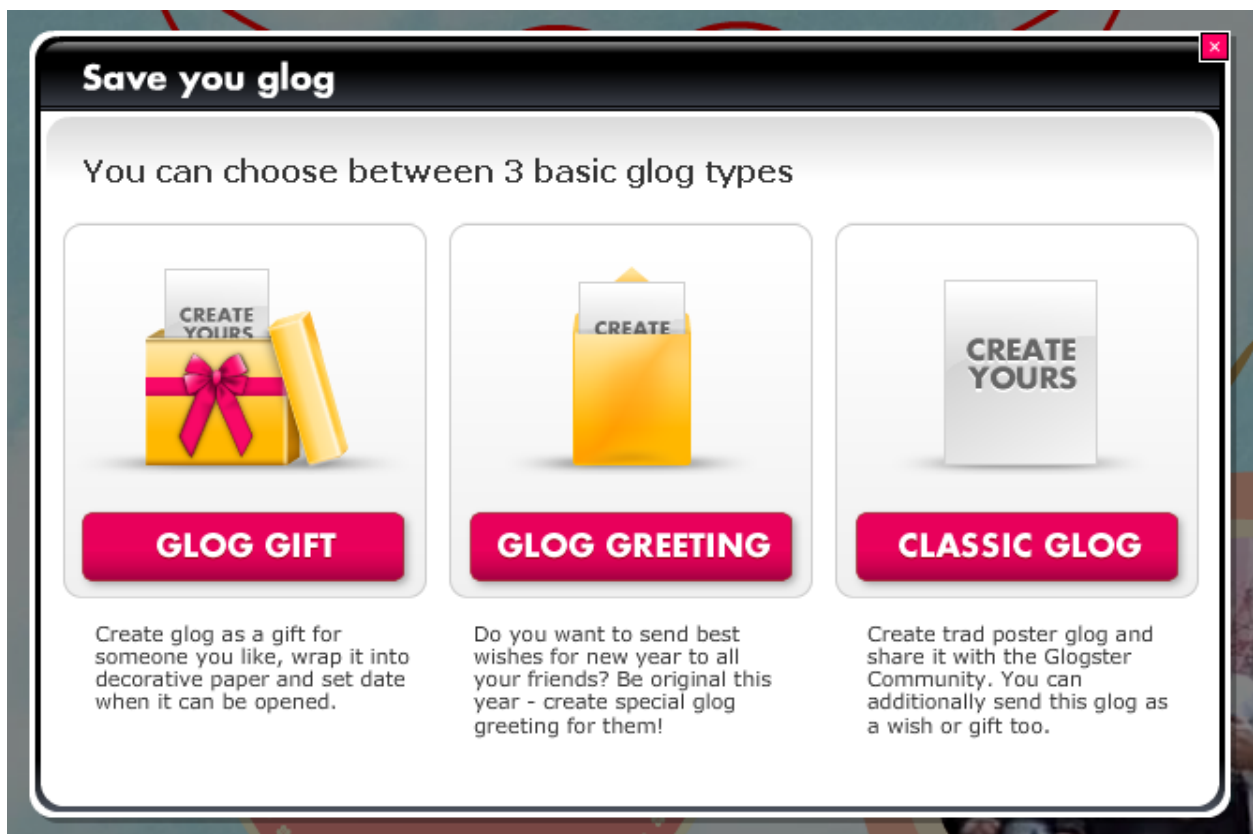 Save you glog
You can choose between 3 basic glog types
CREATE
YOURS
GLOG GIFT
Create glog as a gift for
someone you like, wrap it into
decorative paper and set date
when it can be opened.
CREATE
GLOG GREETING
Do you want to send best
wishes for new year to all
your friends? Be original this
year - create special glog
greeting for them!
CREATE
YOURS
CLASSIC GLOG
Create trad poster glog and
share it with the Glogster
Community. You can
additionally send this glog as
a wish or gift too.